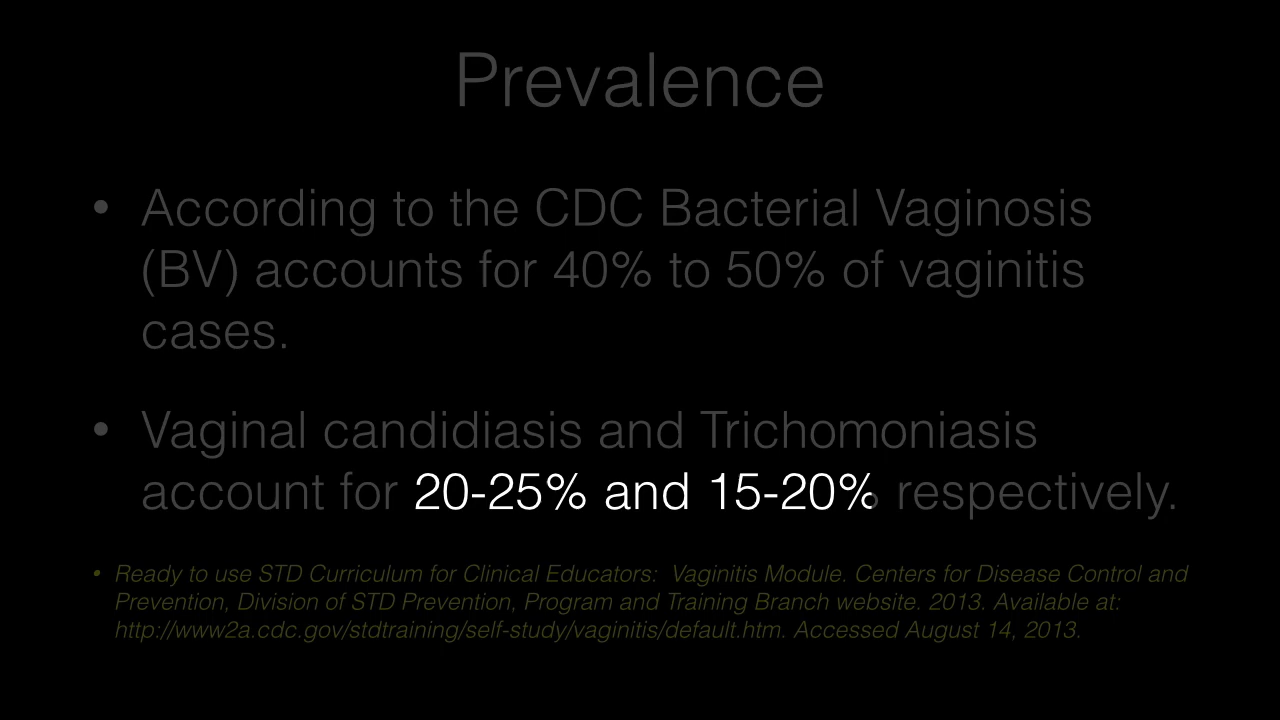 Prevalence
• According to the CDC Bacterial Vaginosis
(BV) accounts for 40% to 50% of vaginitis
cases.
• Vaginal candidiasis and Trichomoniasis
account for 20-25% and 15-20% respectively.
• Ready to use STD Curriculum for Clinical Educators:  Vaginitis Module. Centers for Disease Control and
Prevention, Division of STD Prevention, Program and Training Branch website. 2013. Available at:
http://www2a.cdc.gov/stdtraining/self-study/vaginitis/default.htm. Accessed August 14, 2013.